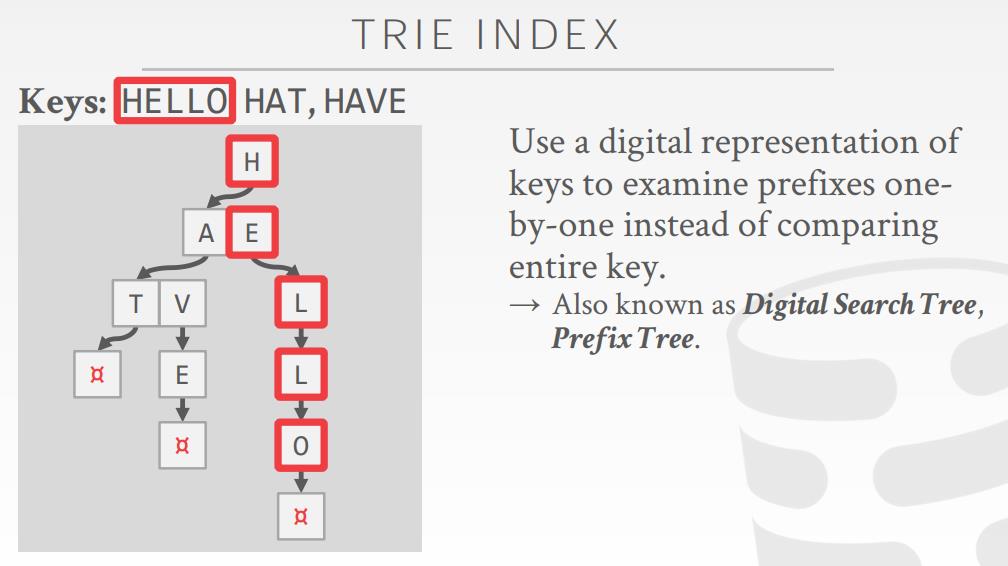 TRIE INDEX
Keys: HELLO HAT, HAVE
H
A E
T V L
¤ E L
¤ O
¤
Use a digital representation of
keys to examine prefixes one-
by-one instead of comparing
entire key.
→ Also known as Digital Search Tree,
Prefix Tree.